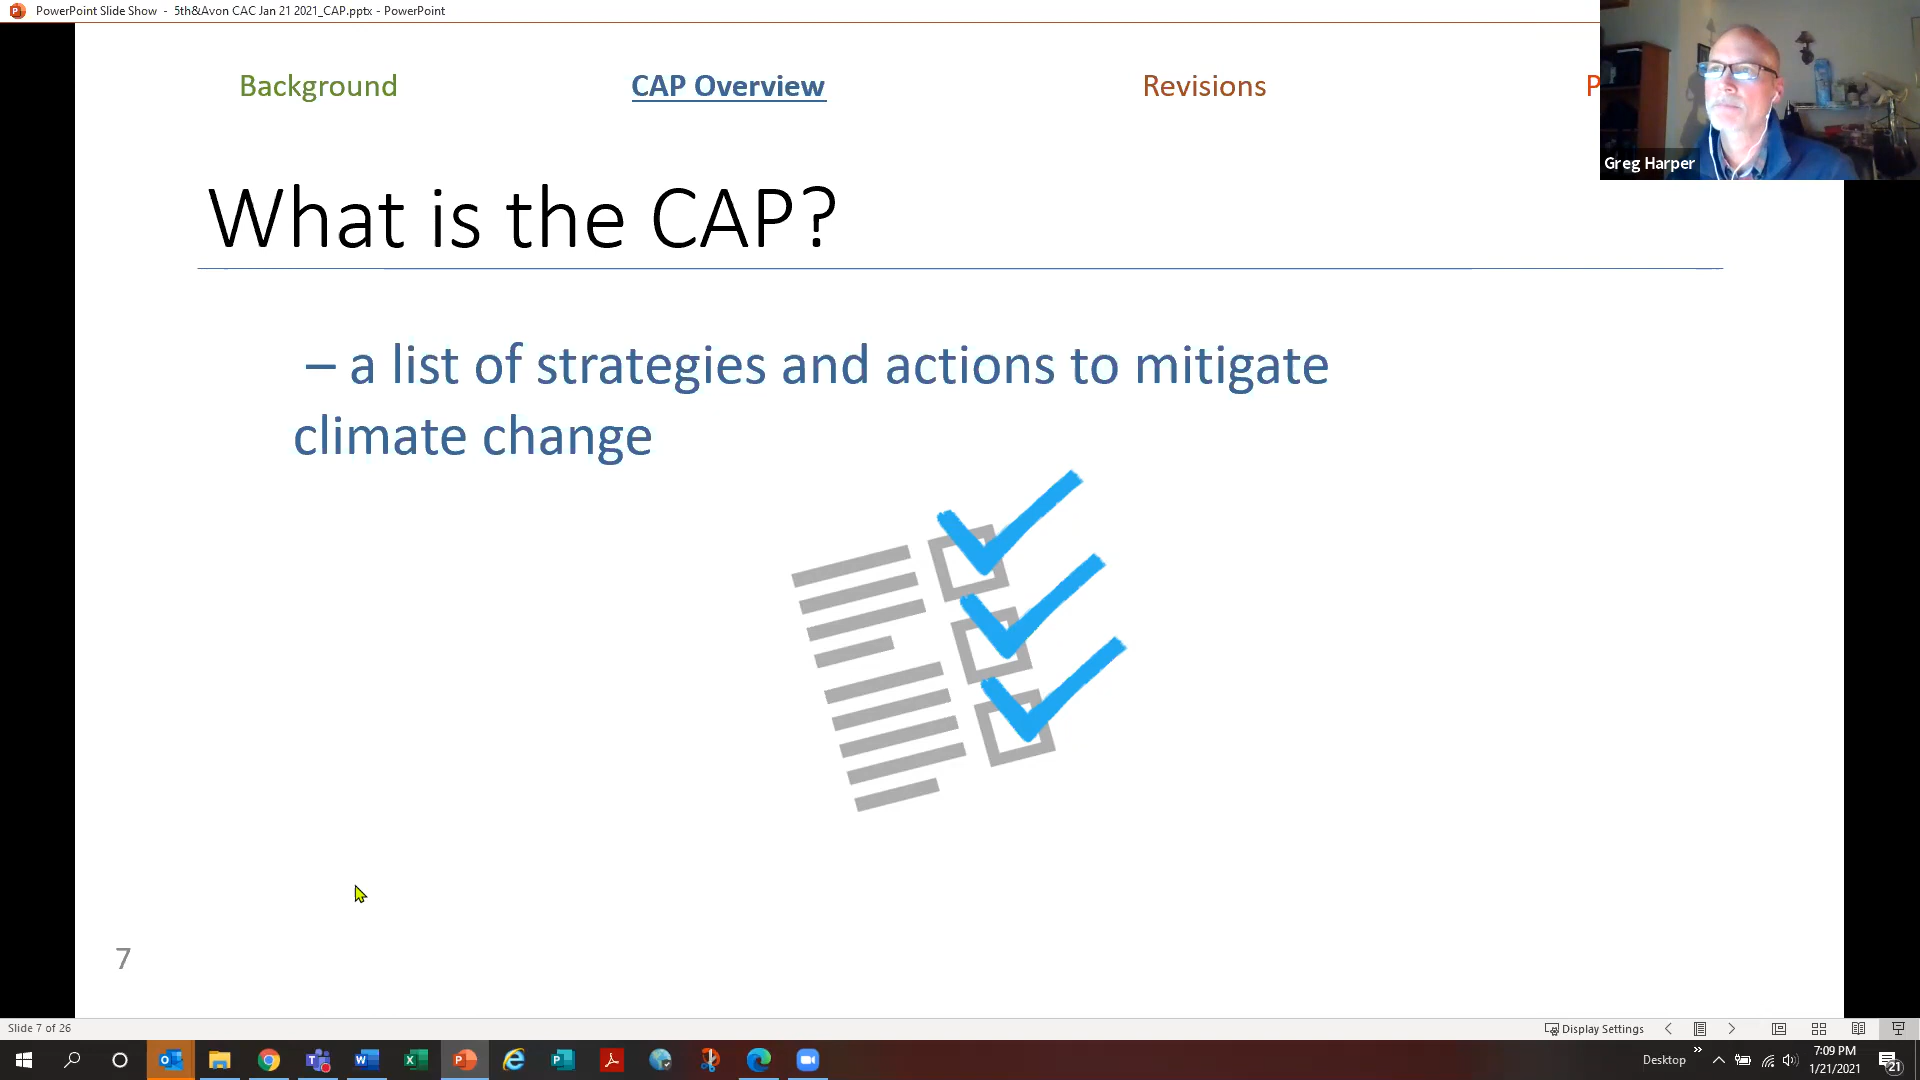 PowerPoint Slide Show - 5th&Avon CAC Jan 21 2021_CAP.pptx - PowerPoint
Background
CAP Overview
Revisions
P
Greg Harper
What is the CAP?
– a list of strategies and actions to mitigate
climate change
7
Slide 7 of 26
Display Settings
Desktop
7:09 PM
1/21/2021
21